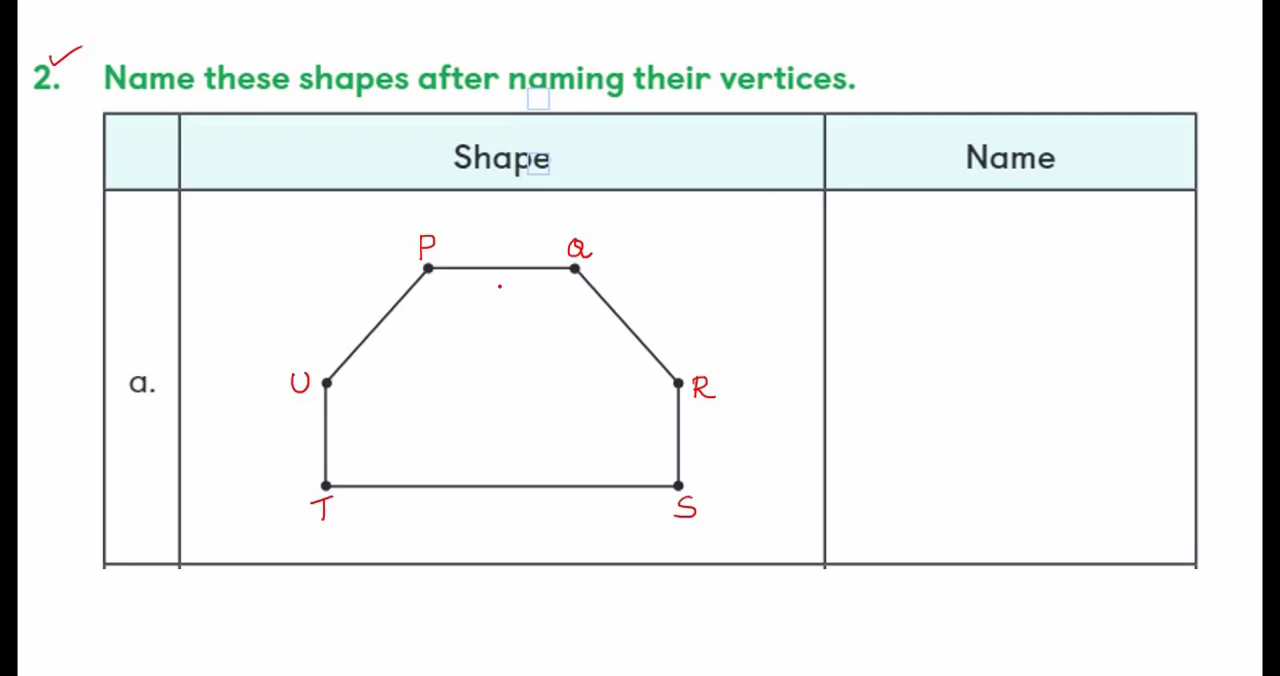 2. Name these shapes after naming their vertices.
Shape Name
P Q
a. U R
T S